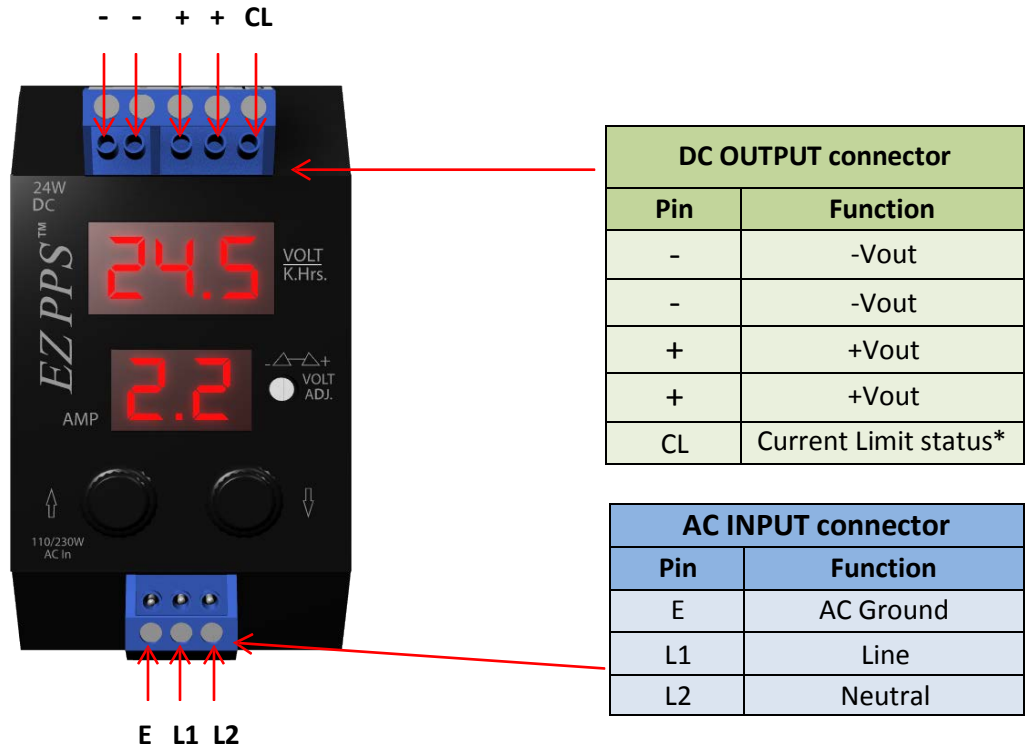 - - + + CL
24W
DC
EZ PPS™
24.5
VOLT
K.Hrs.
2.2
AMP
- +
VOLT
ADJ.
110/230W
AC In
E L1 L2
DC OUTPUT connector
Pin Function
- -Vout
- -Vout
+ +Vout
+ +Vout
CL Current Limit status*
AC INPUT connector
Pin Function
E AC Ground
L1 Line
L2 Neutral